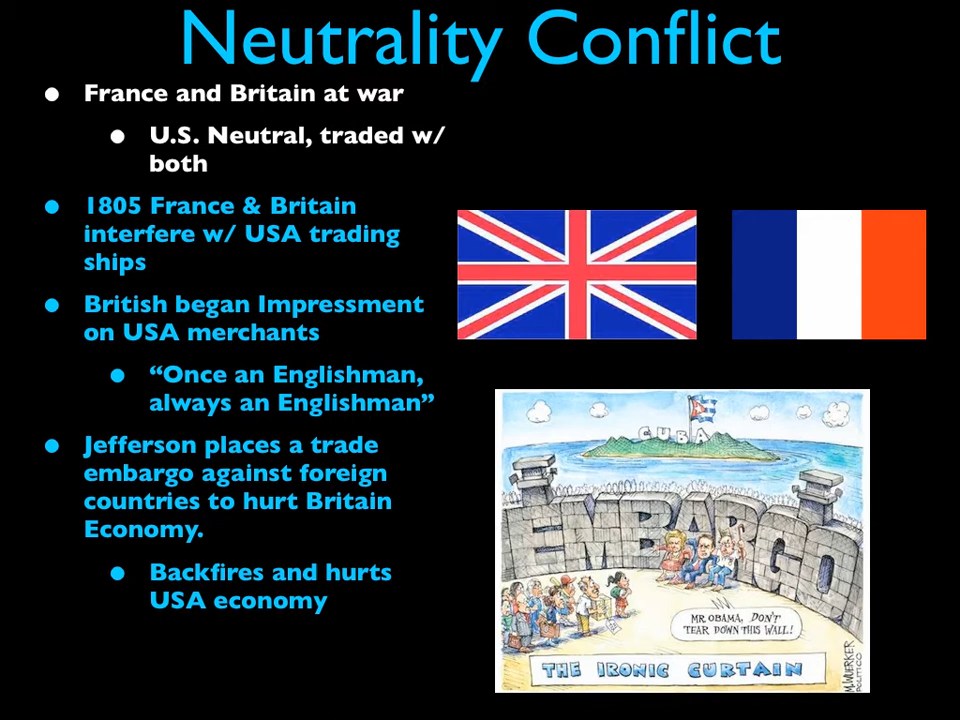 Neutrality Conflict
• France and Britain at war
• U.S. Neutral, traded w/
both
• 1805 France & Britain
interfere w/ USA trading
ships
• British began Impressment
on USA merchants
• “Once an Englishman,
always an Englishman”
• Jefferson places a trade
embargo against foreign
countries to hurt Britain
Economy.
• Backfires and hurts
USA economy
CUBA
EMBARGO
MR. OBAMA, DON'T
TEAR DOWN THIS WALL!
THE IRONIC CURTAIN
M.WUERKER
POLITICO